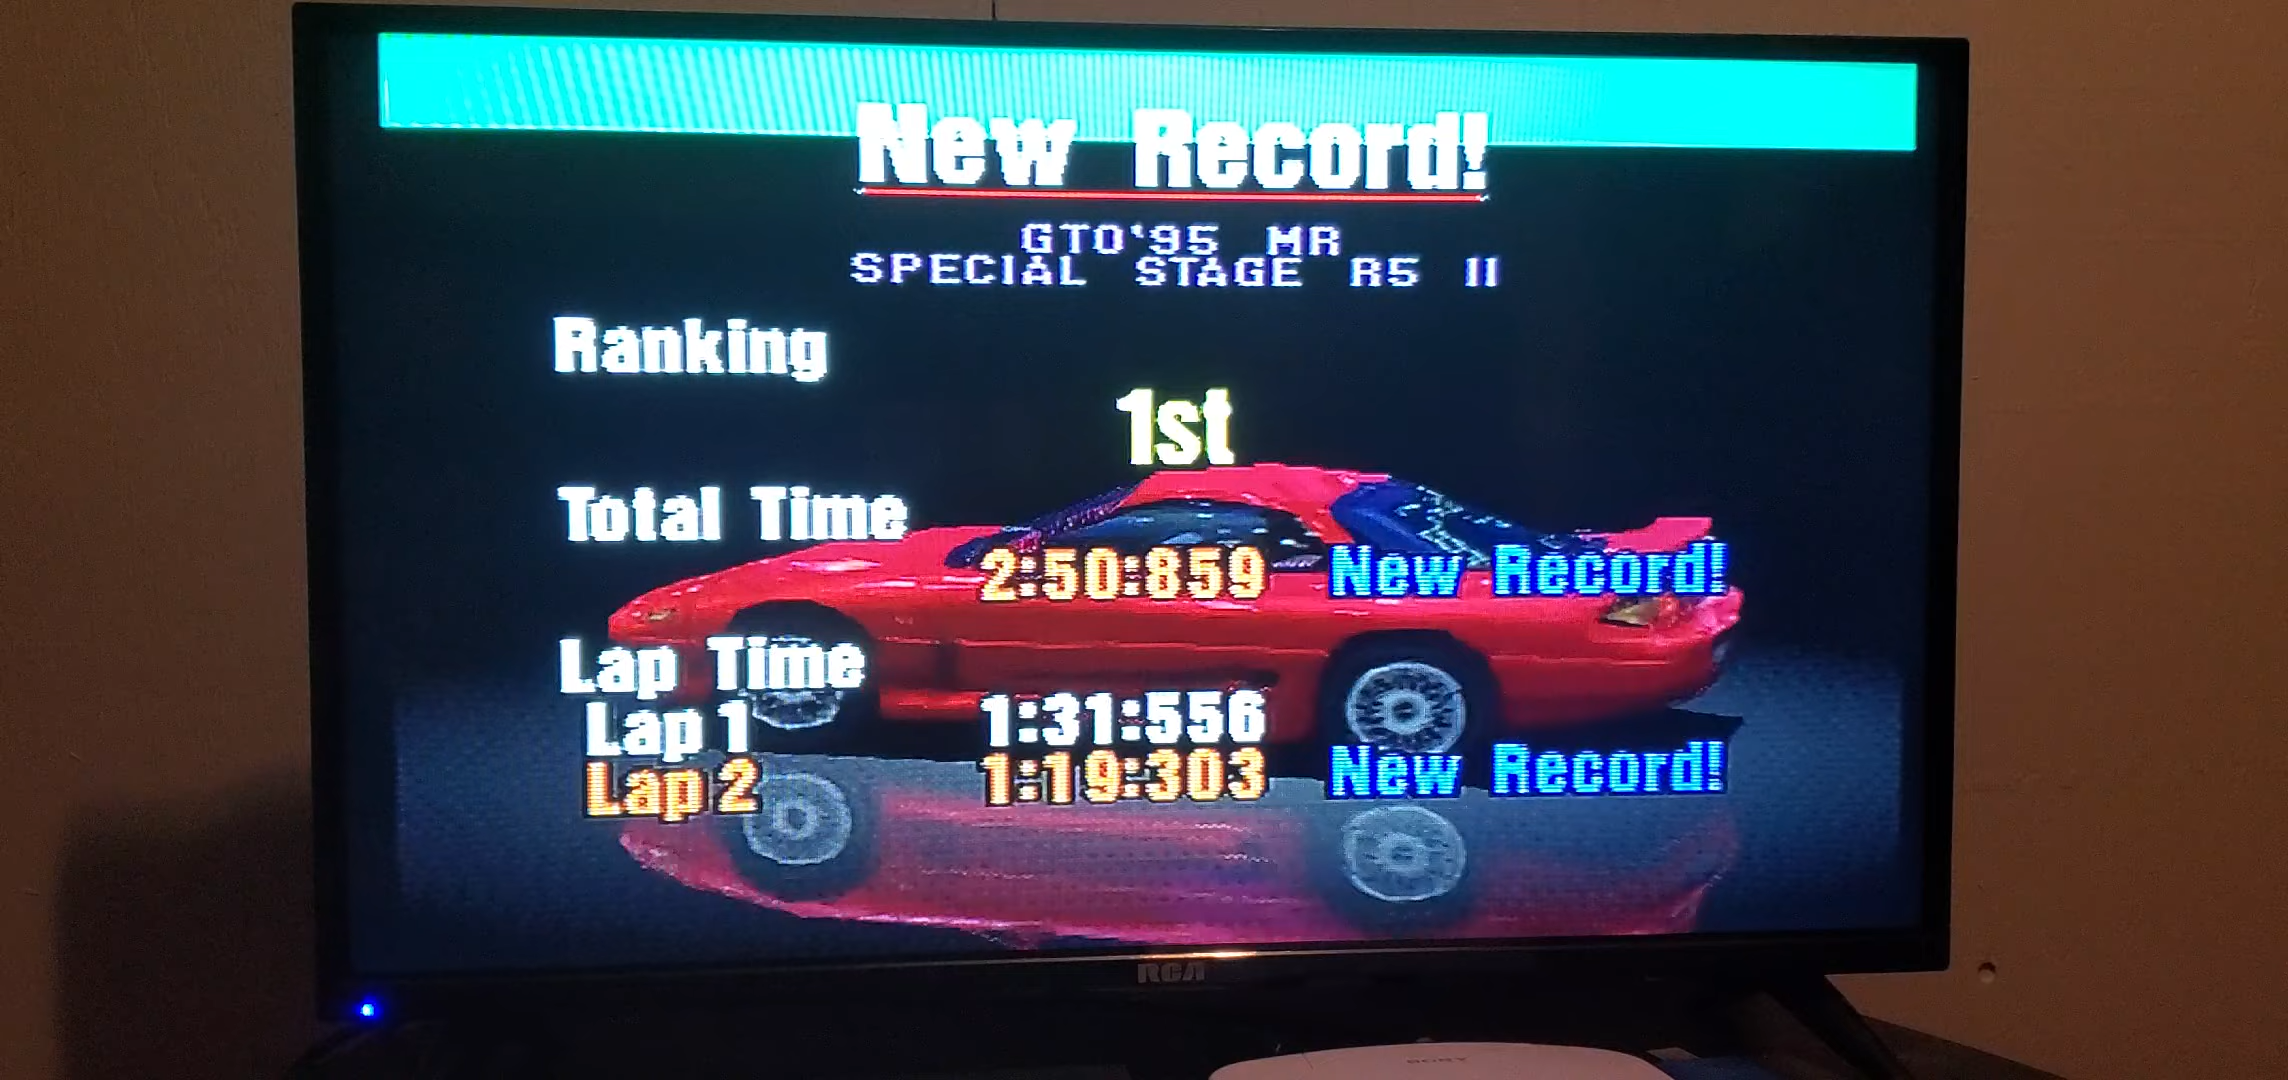 New Record!
GTO'95 MR
SPECIAL STAGE R5 II
Ranking
1st
Total Time
2:50:859 New Record!
Lap Time
Lap 1 1:31:556
Lap 2 1:19:303 New Record!
RCA
SONY